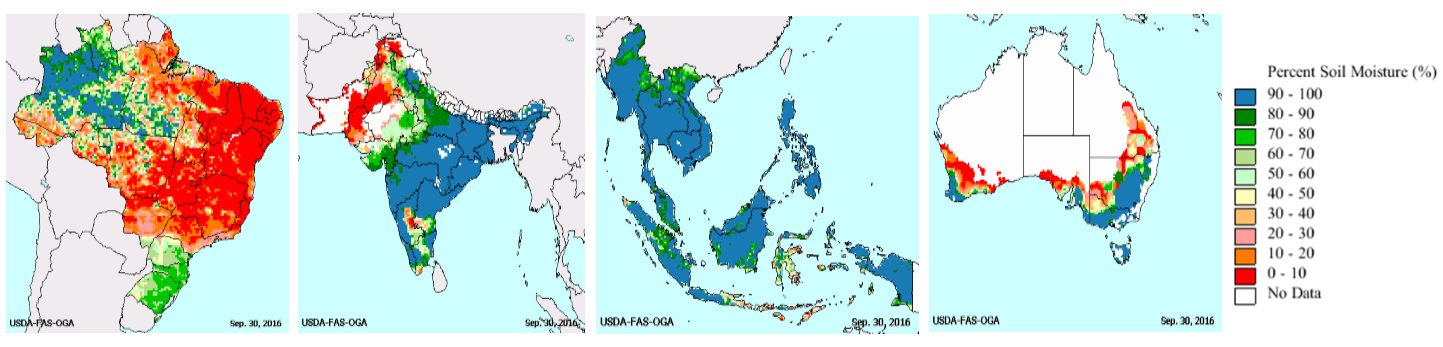 Percent Soil Moisture (%)
90 - 100
80 - 90
70 - 80
60 - 70
50 - 60
40 - 50
30 - 40
20 - 30
10 - 20
0 - 10
No Data
USDA-FAS-OGA Sep. 30, 2016
USDA-FAS-OGA Sep. 30, 2016
USDA-FAS-OGA Sep. 30, 2016
USDA-FAS-OGA Sep. 30, 2016